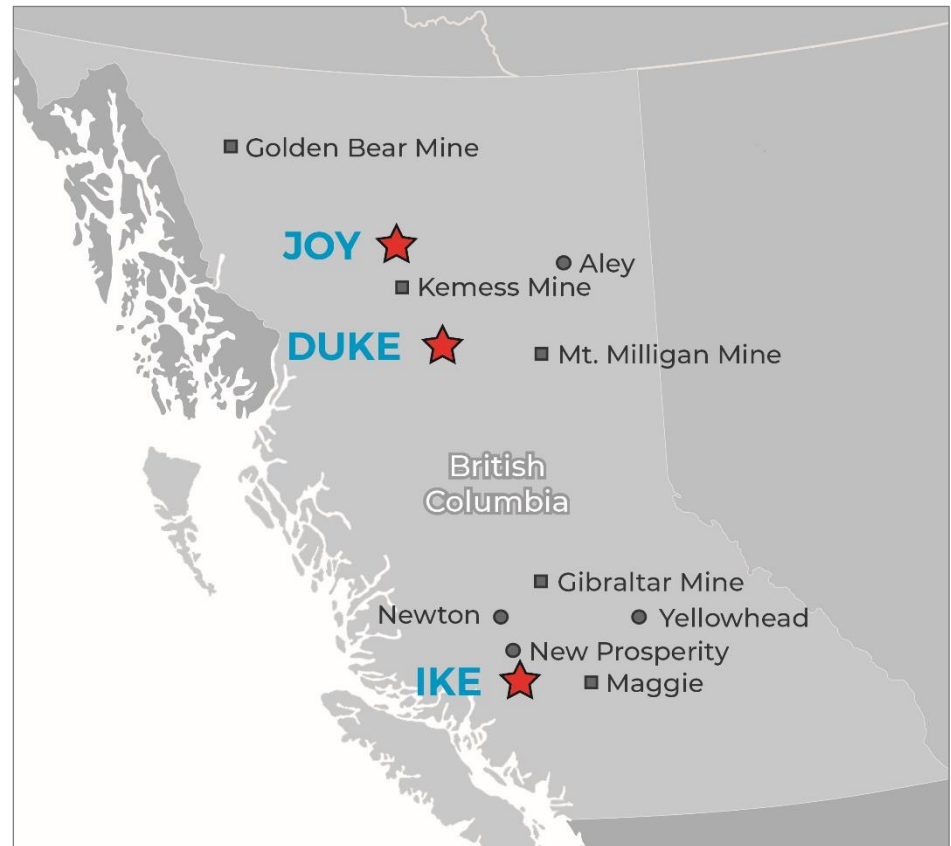 Golden Bear Mine
JOY
Aley
Kemess Mine
DUKE
Mt. Milligan Mine
British
Columbia
Gibraltar Mine
Newton
Yellowhead
New Prosperity
IKE
Maggie